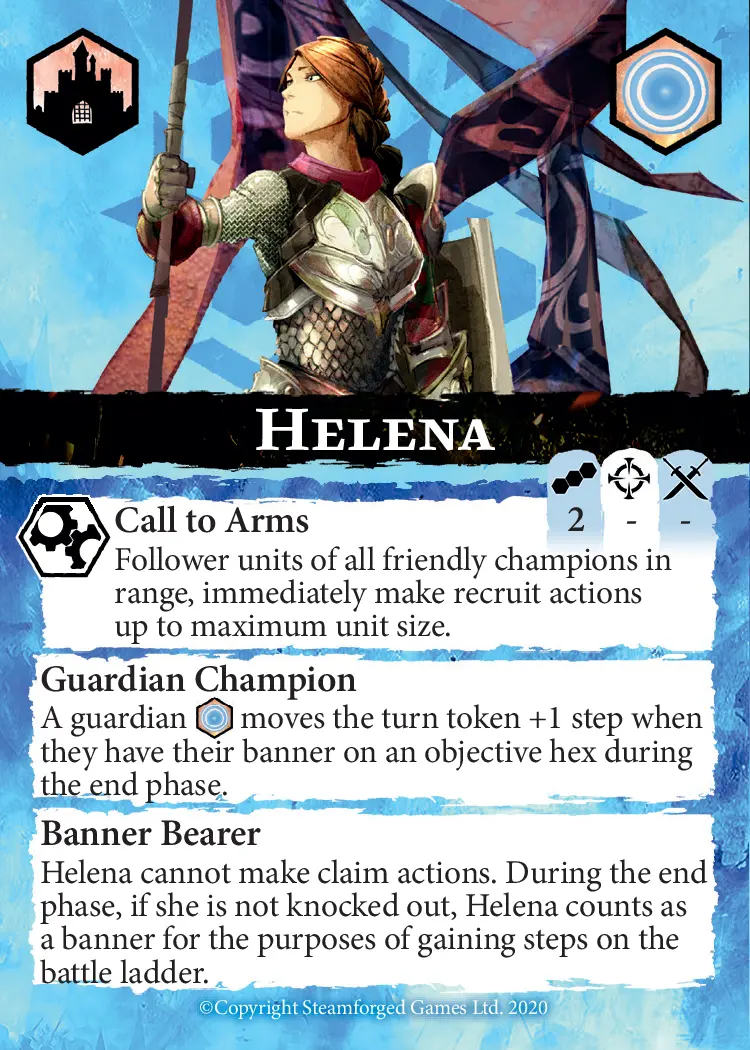 HELENA
Call to Arms
2 - -
Follower units of all friendly champions in
range, immediately make recruit actions
up to maximum unit size.
Guardian Champion
A guardian moves the turn token +1 step when
they have their banner on an objective hex during
the end phase.
Banner Bearer
Helena cannot make claim actions. During the end
phase, if she is not knocked out, Helena counts as
a banner for the purposes of gaining steps on the
battle ladder.
©Copyright Steamforged Games Ltd. 2020